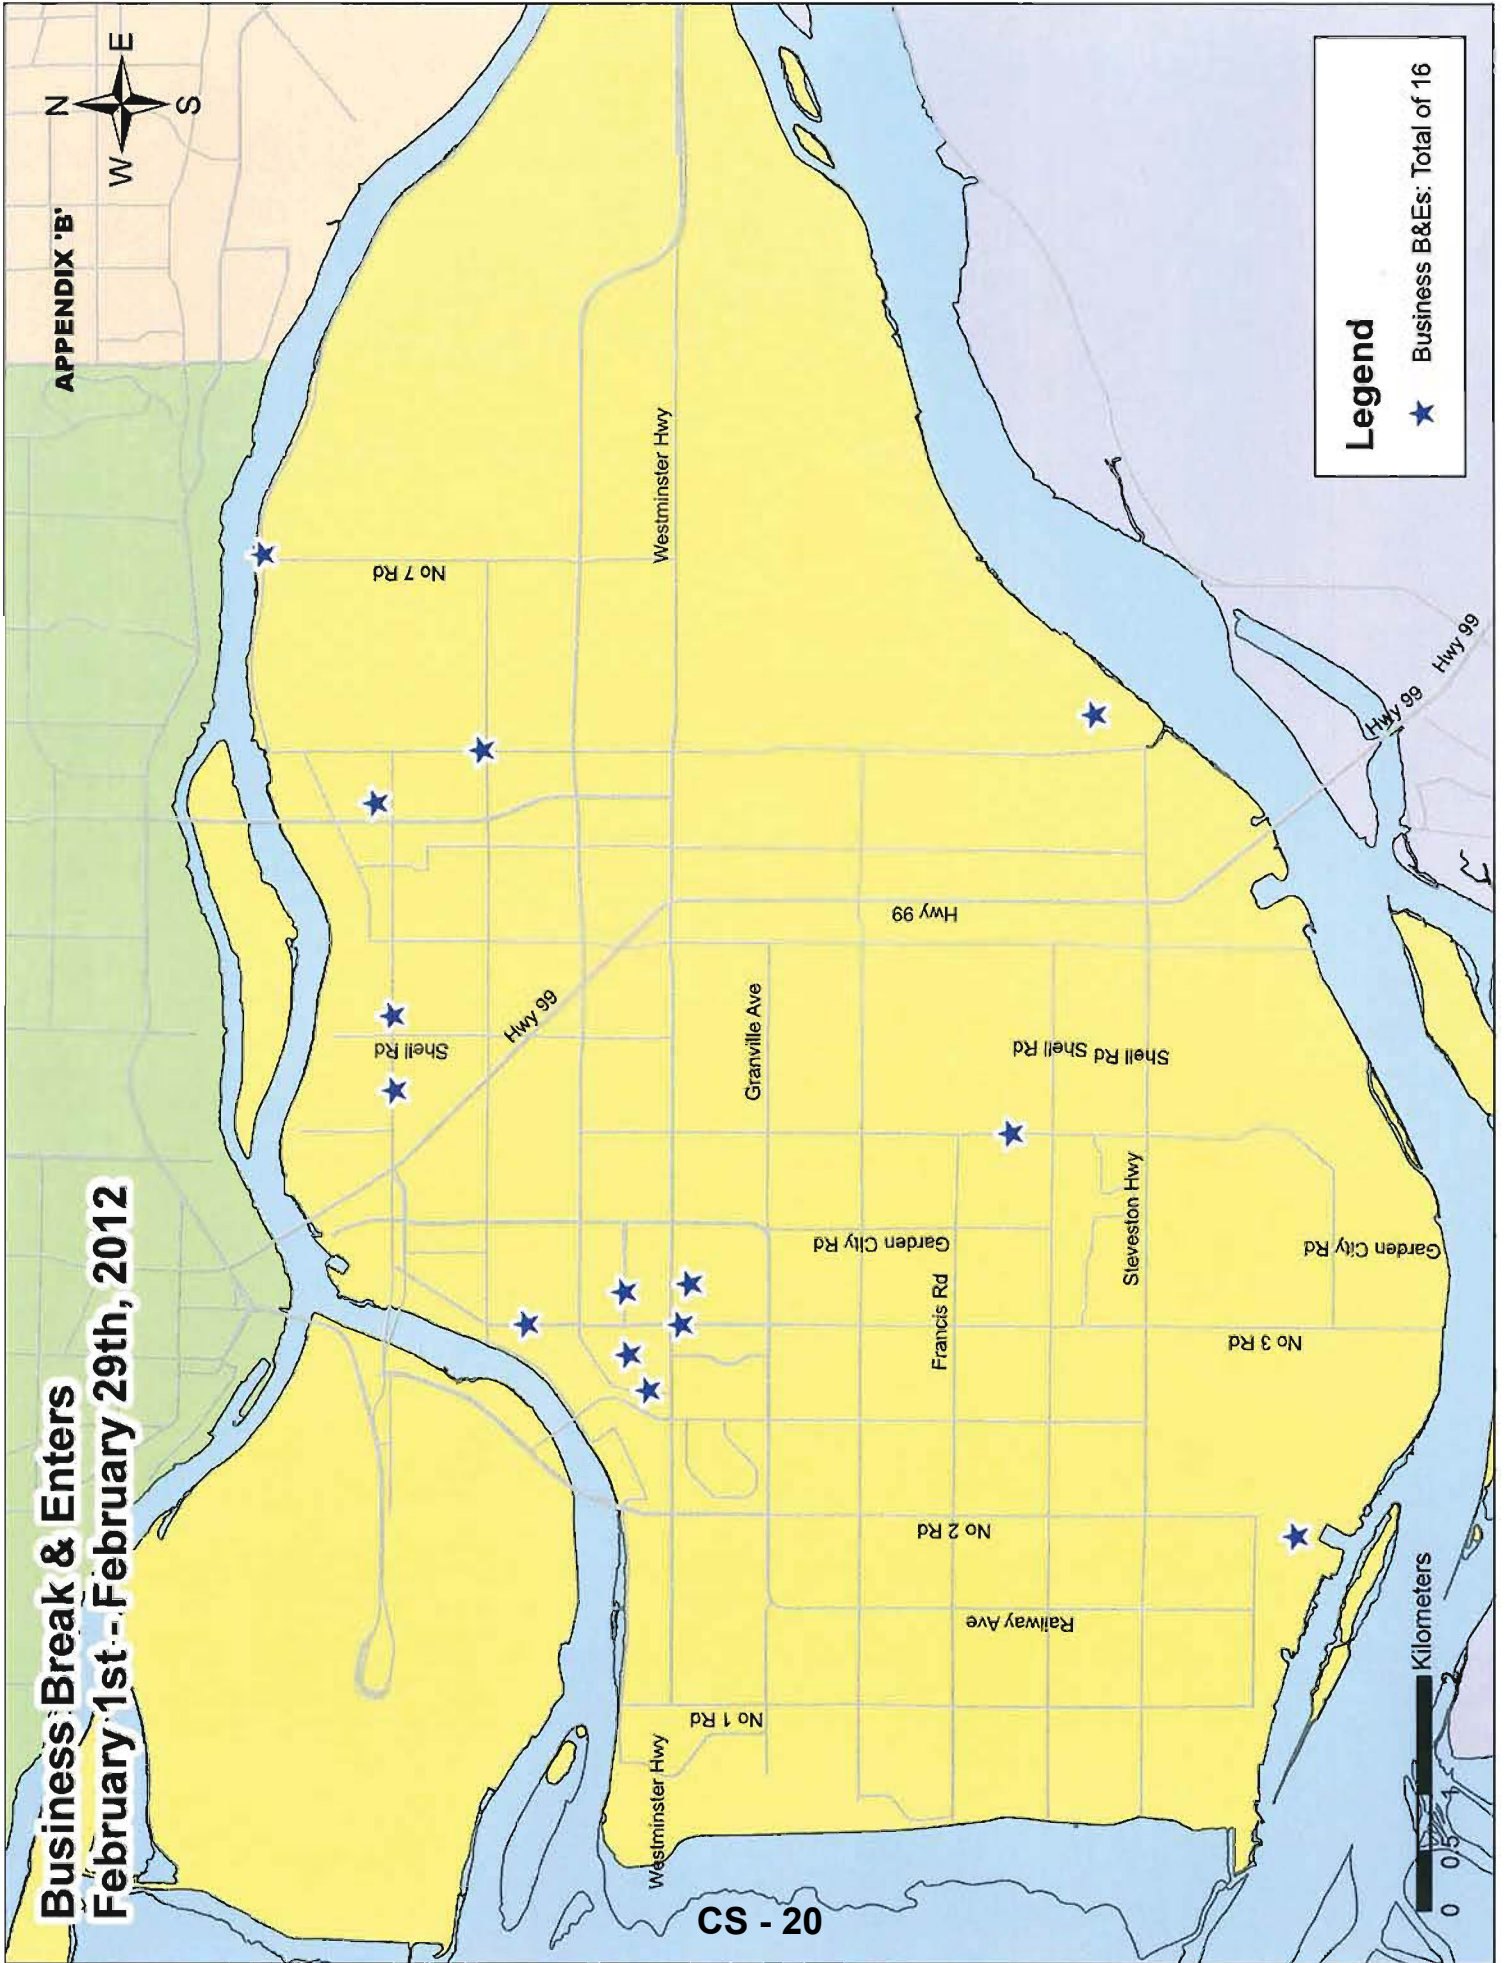 Business Break & Enters
February 1st - February 29th, 2012
APPENDIX 'B'
N
W
E
S
No 7 Rd
Westminster Hwy
Shell Rd
Hwy 99
Hwy 99
Granville Ave
Shell Rd Shell Rd
Garden City Rd
Francis Rd
Steveston Hwy
Garden City Rd
No 3 Rd
No 2 Rd
Railway Ave
No 1 Rd
Westminster Hwy
Hwy 99
Hwy 99
Legend
Business B&Es: Total of 16
0 0.5 1 2
Kilometers
CS - 20